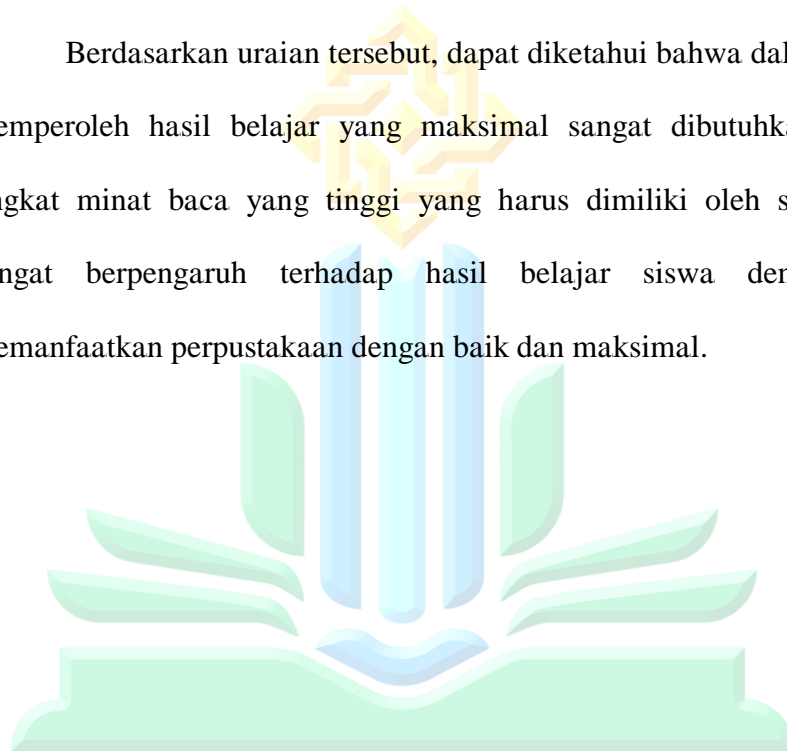 Berdasarkan uraian tersebut, dapat diketahui bahwa dal
emperoleh hasil belajar yang maksimal sangat dibutuhka
ngkat minat baca yang tinggi yang harus dimiliki oleh s
ngat berpengaruh terhadap hasil belajar siswa den
emanfaatkan perpustakaan dengan baik dan maksimal.